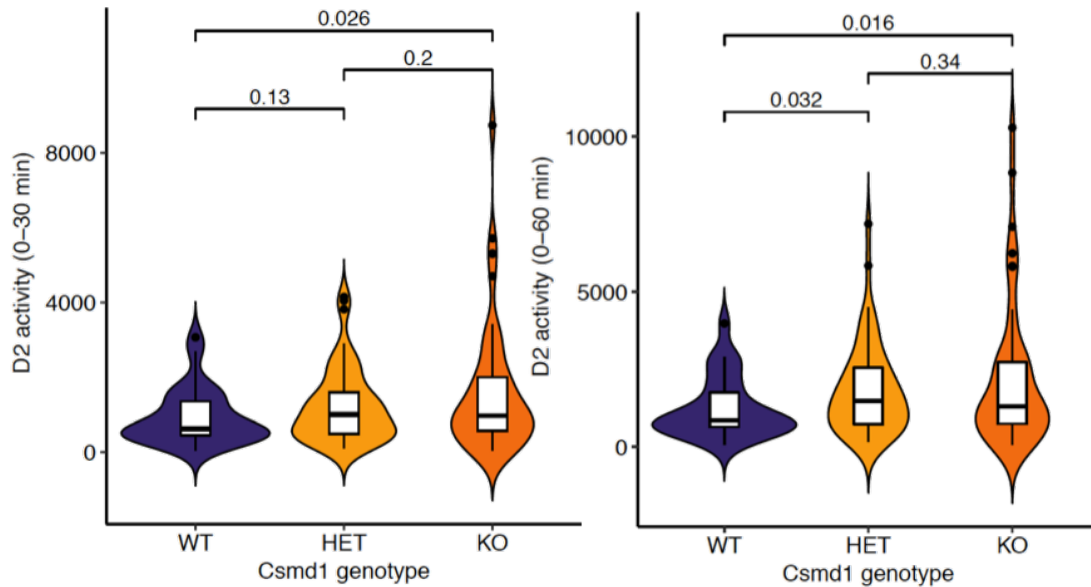 0.026
0.2
0.13
8000
4000
0
D2 activity (0–30 min)
WT HET KO
Csmd1 genotype
0.016
0.34
0.032
10000
5000
0
D2 activity (0–60 min)
WT HET KO
Csmd1 genotype